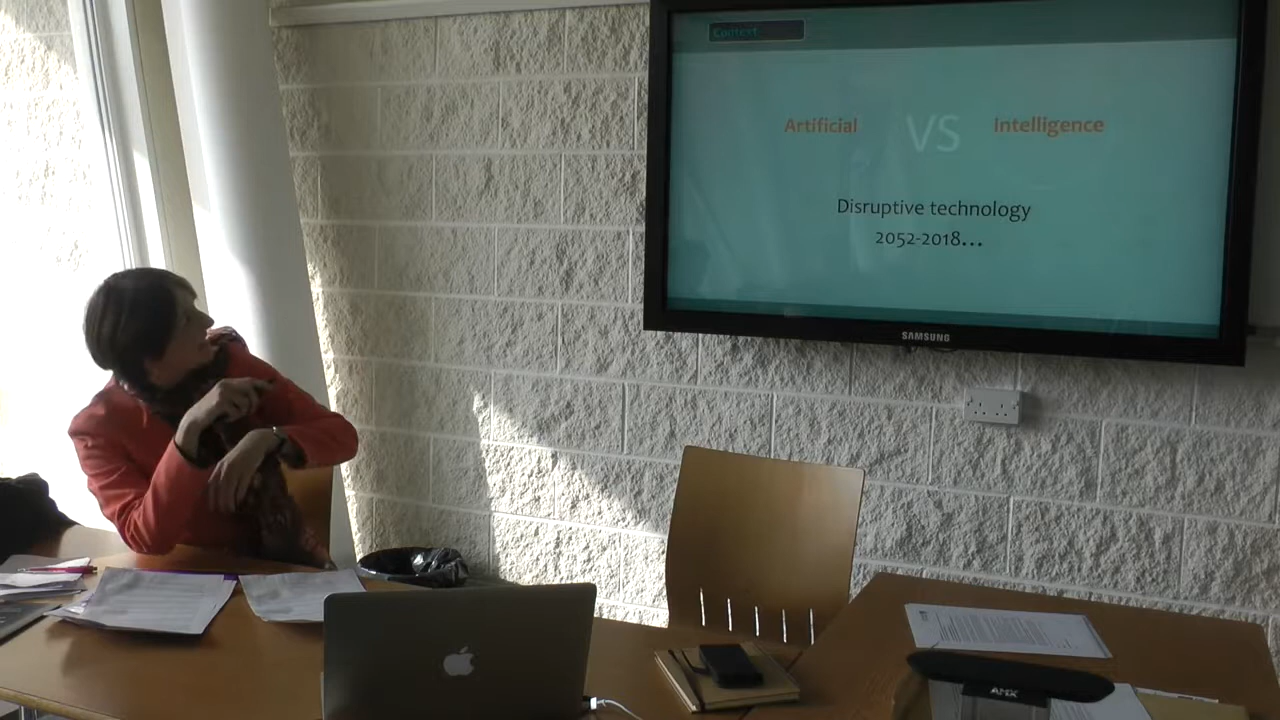 Context
Artificial VS Intelligence
Disruptive technology
2052-2018...
SAMSUNG
AMX